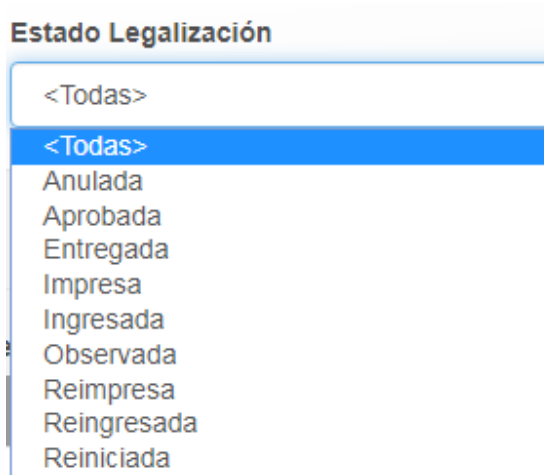 Estado Legalización
<Todas>
<Todas>
Anulada
Aprobada
Entregada
Impresa
Ingresada
Observada
Reimpresa
Reingresada
Reiniciada